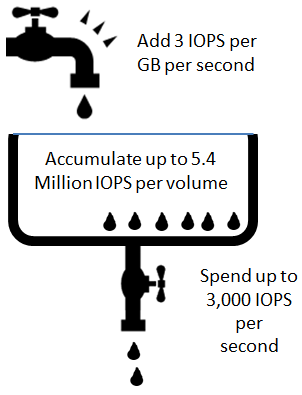 Add 3 IOPS per
GB per second
Accumulate up to 5.4
Million IOPS per volume
Spend up to
3,000 IOPS
per
second